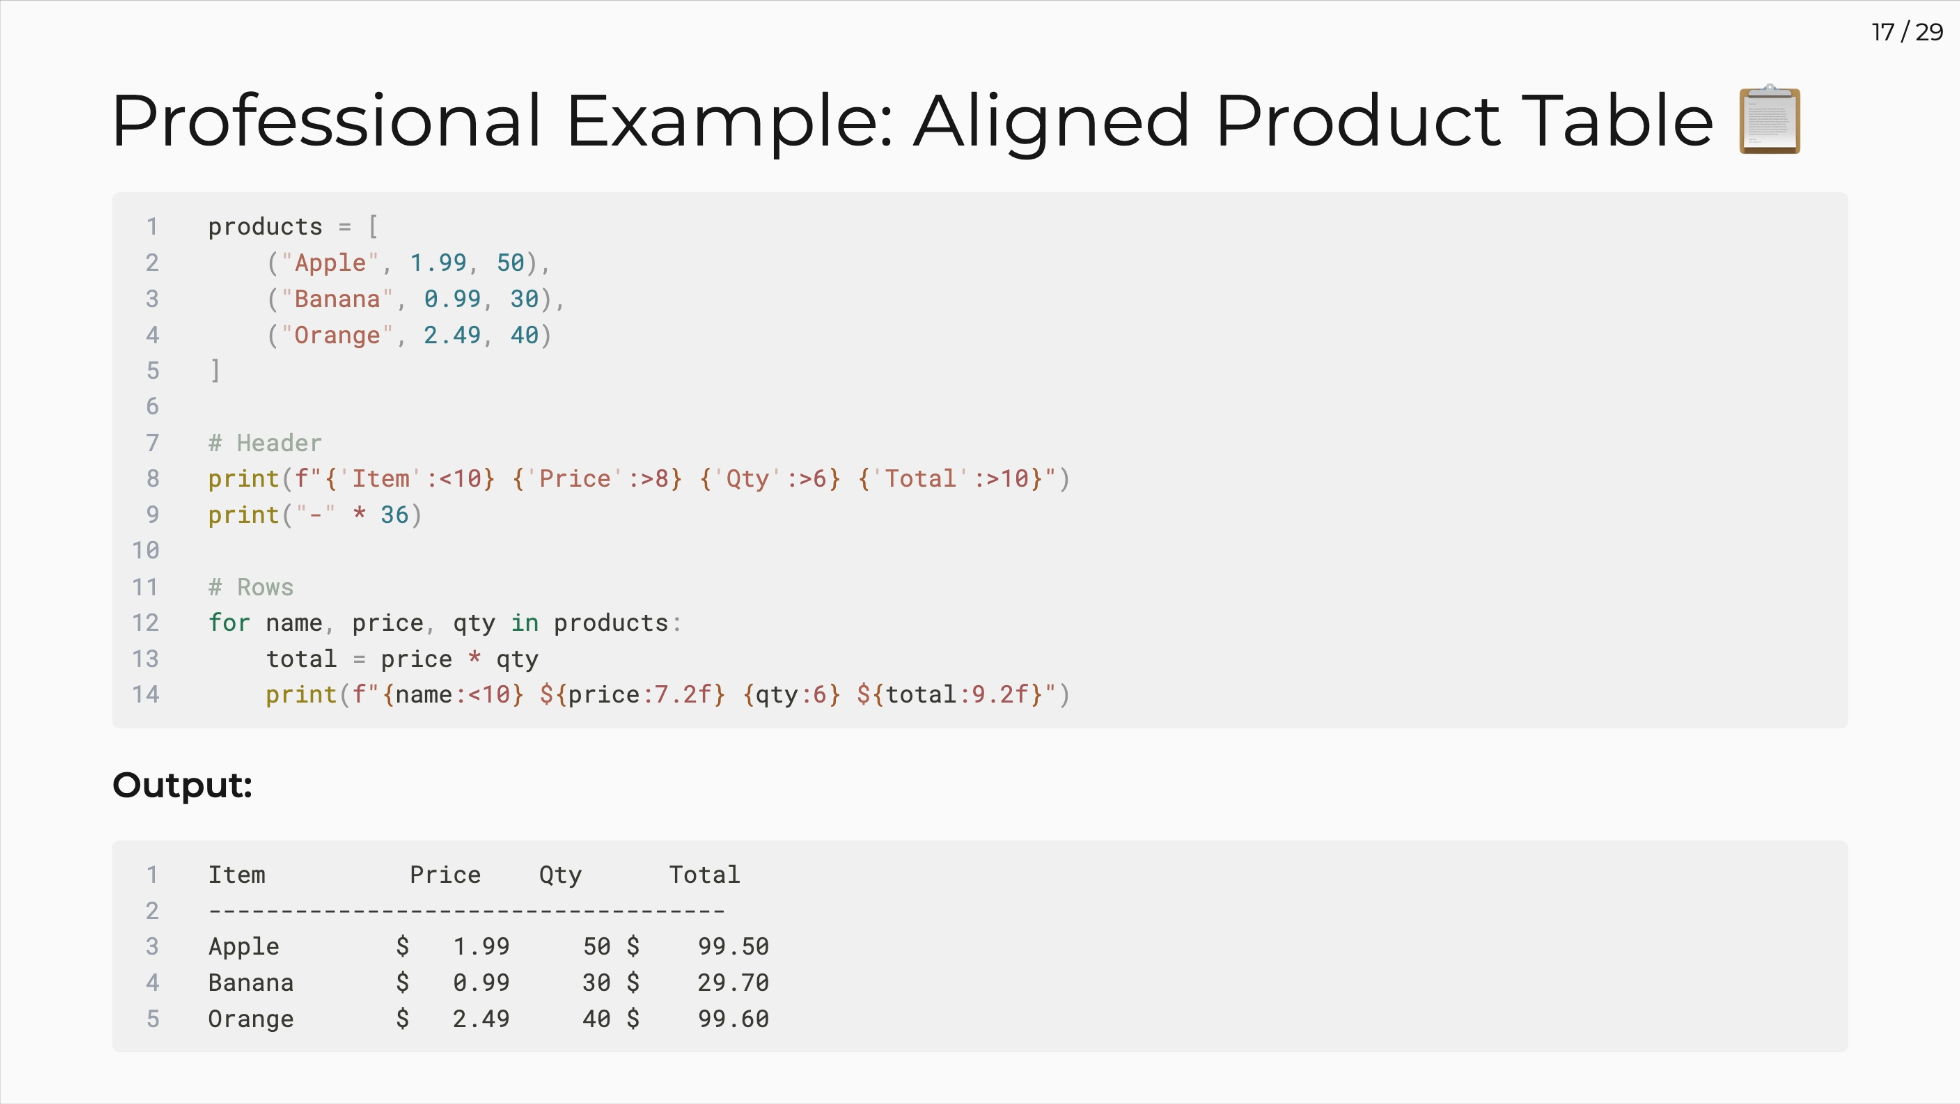 17 / 29
Professional Example: Aligned Product Table
1 products = [
2     ("Apple", 1.99, 50),
3     ("Banana", 0.99, 30),
4     ("Orange", 2.49, 40)
5 ]
6
7 # Header
8 print(f"{'Item':<10} {'Price':>8} {'Qty':>6} {'Total':>10}")
9 print("-" * 36)
10
11 # Rows
12 for name, price, qty in products:
13     total = price * qty
14     print(f"{name:<10} ${price:7.2f} {qty:6} ${total:9.2f}")
Output:
1 Item          Price    Qty      Total
2 ------------------------------------
3 Apple        $   1.99     50 $    99.50
4 Banana       $   0.99     30 $    29.70
5 Orange       $   2.49     40 $    99.60